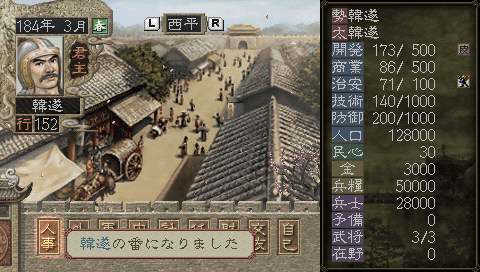 184年 3月 春
L 西平 R
君主
韓遂
行152
人事
自己
韓遂の番になりました
勢韓遂
太韓遂
開発 173/ 500
商業 86/ 500
治安 71/ 100
技術 140/1000
防御 200/1000
人口 128000
民心 30
金 3000
兵糧 50000
兵士 28000
予備 0
武将 3/3
在野 0